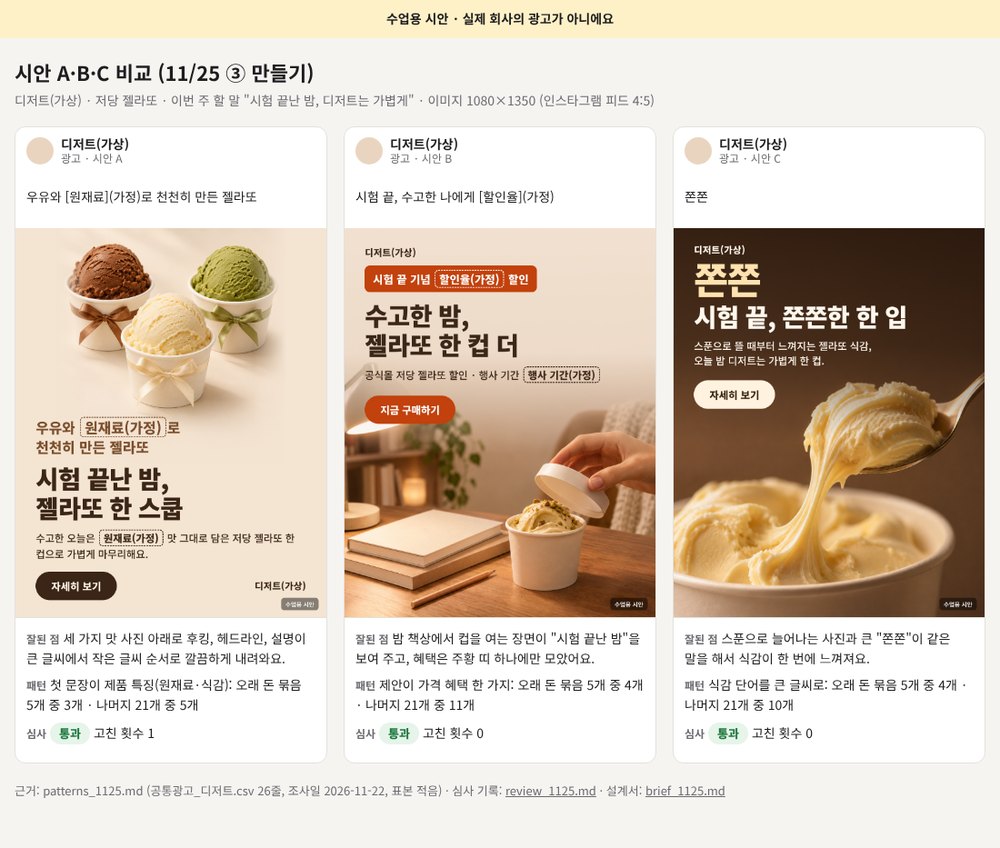 수업용 시안 · 실제 회사의 광고가 아니에요
시안 A·B·C 비교 (11/25 ③ 만들기)
디저트(가상) · 저당 젤라또 · 이번 주 할 말 "시험 끝난 밤, 디저트는 가볍게" · 이미지 1080×1350 (인스타그램 피드 4:5)
디저트(가상)
광고 · 시안 A
우유와 [원재료](가정)로 천천히 만든 젤라또
우유와 원재료(가정)로
천천히 만든 젤라또
시험 끝난 밤,
젤라또 한 스쿱
수고한 오늘은 원재료(가정) 맛 그대로 담은 저당 젤라또 한
컵으로 가볍게 마무리해요.
자세히 보기
디저트(가상)
수업용 시안
잘된 점 세 가지 맛 사진 아래로 후킹, 헤드라인, 설명이
큰 글씨에서 작은 글씨 순서로 깔끔하게 내려와요.
패턴 첫 문장이 제품 특징(원재료·식감): 오래 돈 묶음
5개 중 3개 · 나머지 21개 중 5개
심사 통과 고친 횟수 1
디저트(가상)
광고 · 시안 B
시험 끝, 수고한 나에게 [할인율](가정)
디저트(가상)
시험 끝 기념 할인율(가정) 할인
수고한 밤,
젤라또 한 컵 더
공식몰 저당 젤라또 할인 · 행사 기간 행사 기간(가정)
지금 구매하기
수업용 시안
잘된 점 밤 책상에서 컵을 여는 장면이 "시험 끝난 밤"을
보여 주고, 혜택은 주황 띠 하나에만 모았어요.
패턴 제안이 가격 혜택 한 가지: 오래 돈 묶음 5개 중 4개
· 나머지 21개 중 11개
심사 통과 고친 횟수 0
디저트(가상)
광고 · 시안 C
쫀쫀
디저트(가상)
쫀쫀
시험 끝, 쫀쫀한 한 입
스푼으로 뜰 때부터 느껴지는 젤라또 식감,
오늘 밤 디저트는 가볍게 한 컵.
자세히 보기
수업용 시안
잘된 점 스푼으로 늘어나는 사진과 큰 "쫀쫀"이 같은
말을 해서 식감이 한 번에 느껴져요.
패턴 식감 단어를 큰 글씨로: 오래 돈 묶음 5개 중 4개 ·
나머지 21개 중 10개
심사 통과 고친 횟수 0
근거: patterns_1125.md (공통광고_디저트.csv 26줄, 조사일 2026-11-22, 표본 적음) · 심사 기록: review_1125.md · 설계서: brief_1125.md